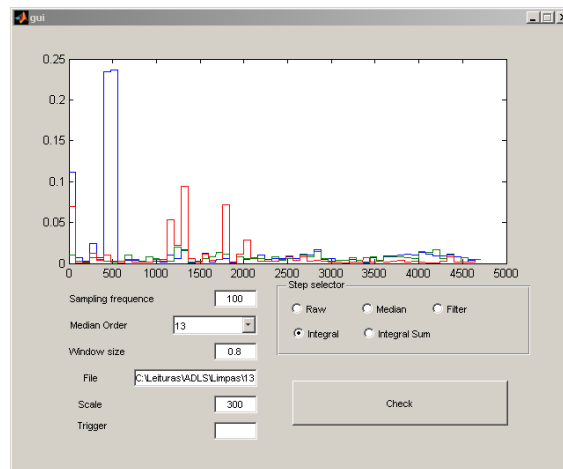 gui
0.25
0.2
0.15
0.1
0.05
0
0 500 1000 1500 2000 2500 3000 3500 4000 4500 5000
Sampling frequence 100
Median Order 13
Window size 0.8
File C:\Leituras\ADLS\Limpas\13
Scale 300
Trigger
Step selector
Raw Median Filter
Integral Integral Sum
Check